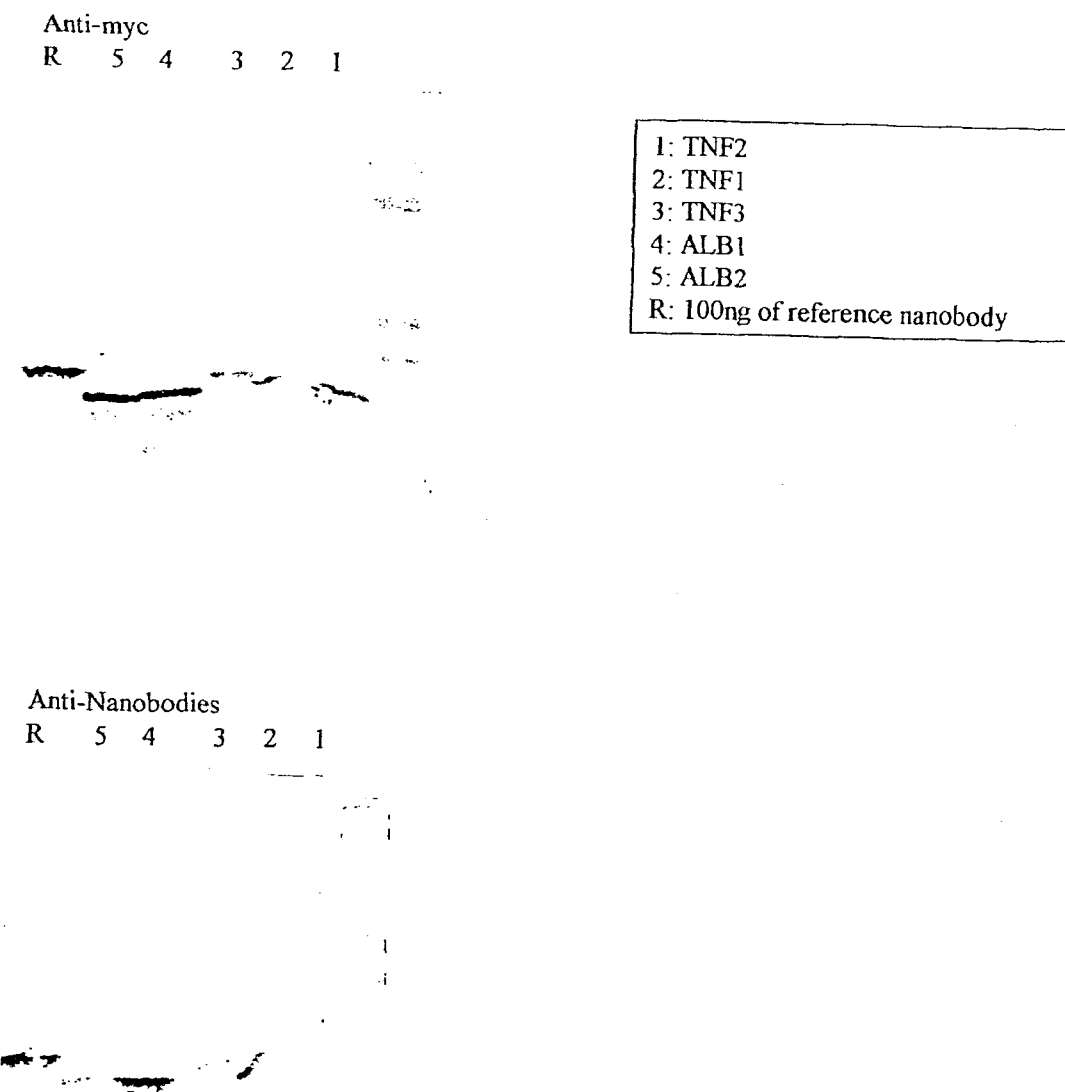 Anti-myc
R 5 4 3 2 1
1: TNF2
2: TNF1
3: TNF3
4: ALB1
5: ALB2
R: 100ng of reference nanobody
Anti-Nanobodies
R 5 4 3 2 1